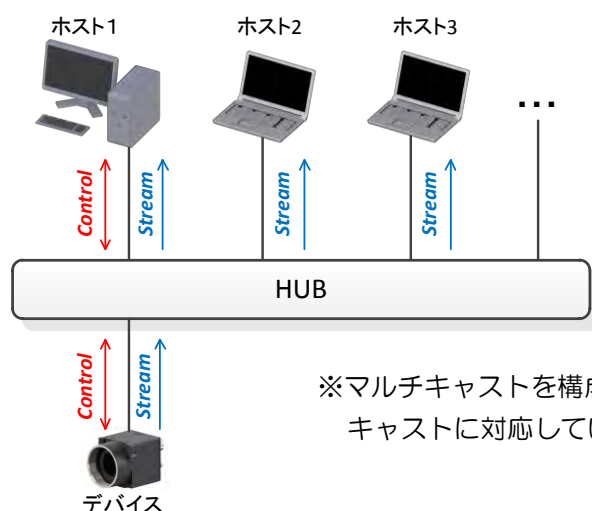 ホスト1
ホスト2
ホスト3
...
Control
Stream
Stream
Stream
HUB
Control
Stream
※マルチキャストを構成
キャストに対応してい
デバイス